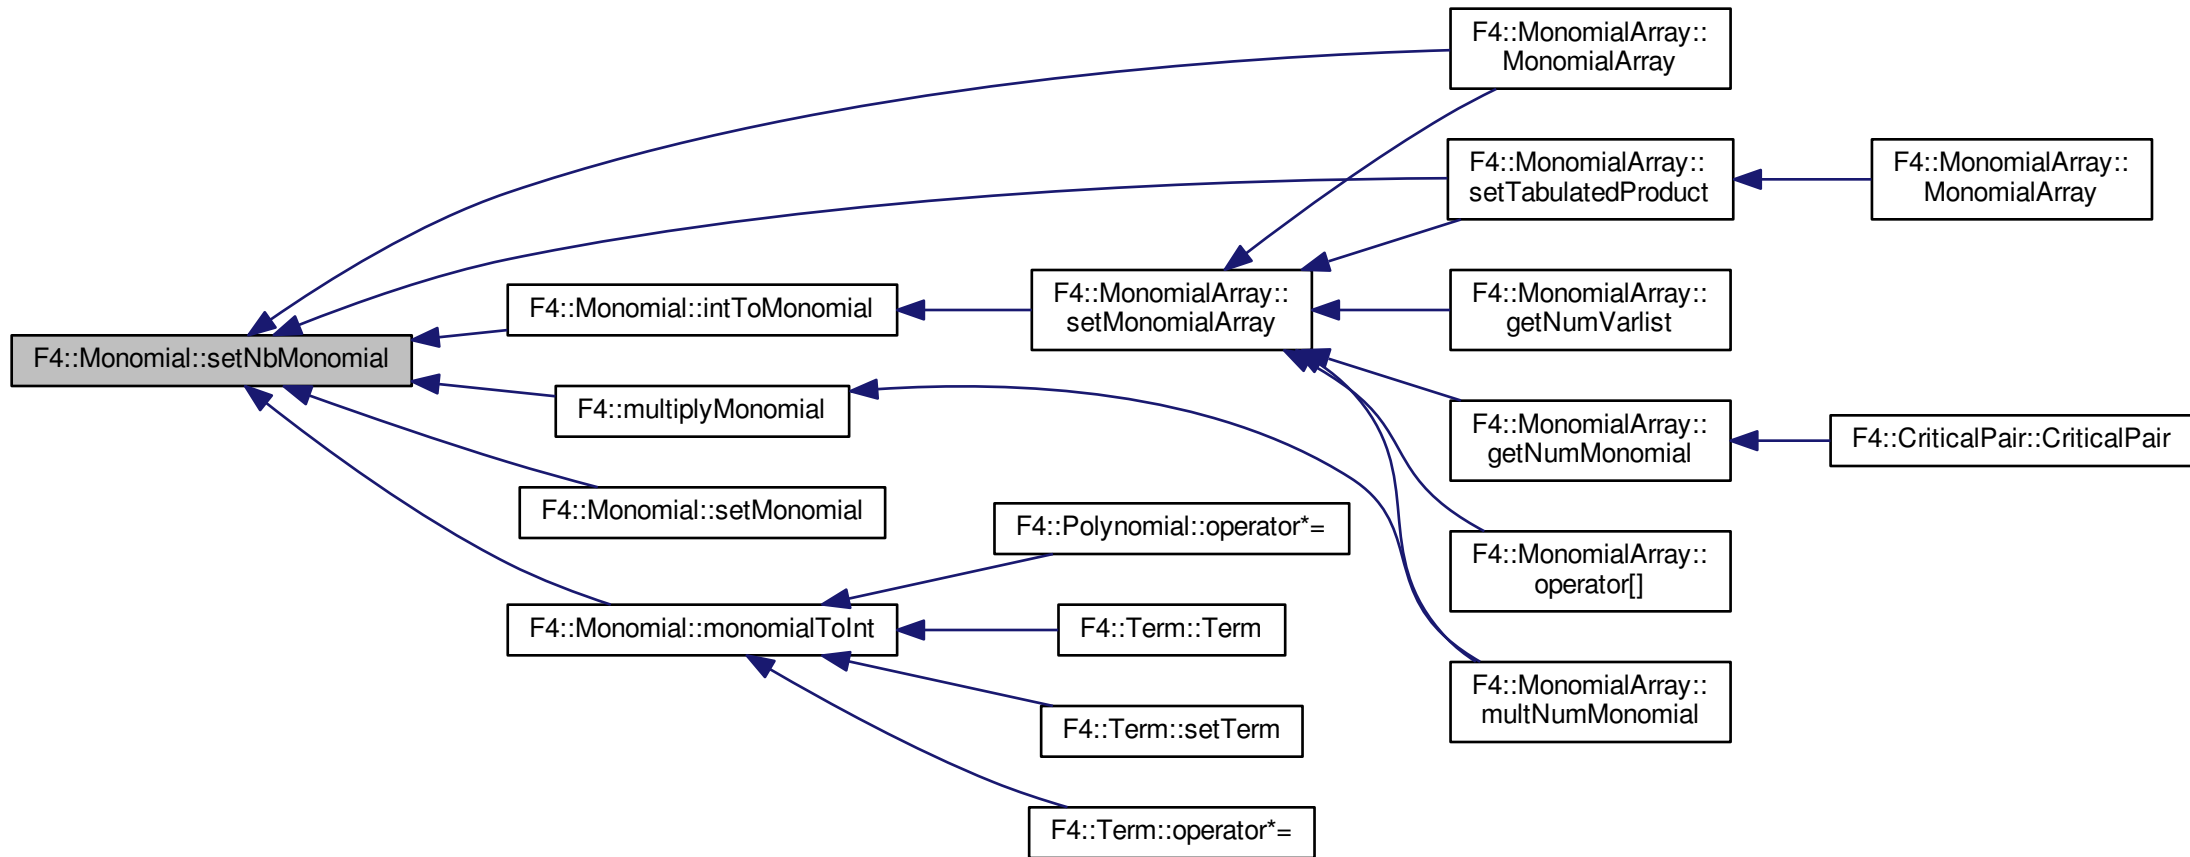 F4::MonomialArray::
MonomialArray
F4::MonomialArray::
setTabulatedProduct
F4::MonomialArray::
MonomialArray
F4::Monomial::intToMonomial
F4::MonomialArray::
setMonomialArray
F4::MonomialArray::
getNumVarlist
F4::Monomial::setNbMonomial
F4::multiplyMonomial
F4::MonomialArray::
getNumMonomial
F4::CriticalPair::CriticalPair
F4::Monomial::setMonomial
F4::Polynomial::operator*=
F4::MonomialArray::
operator[]
F4::Monomial::monomialToInt
F4::Term::Term
F4::MonomialArray::
multNumMonomial
F4::Term::setTerm
F4::Term::operator*=